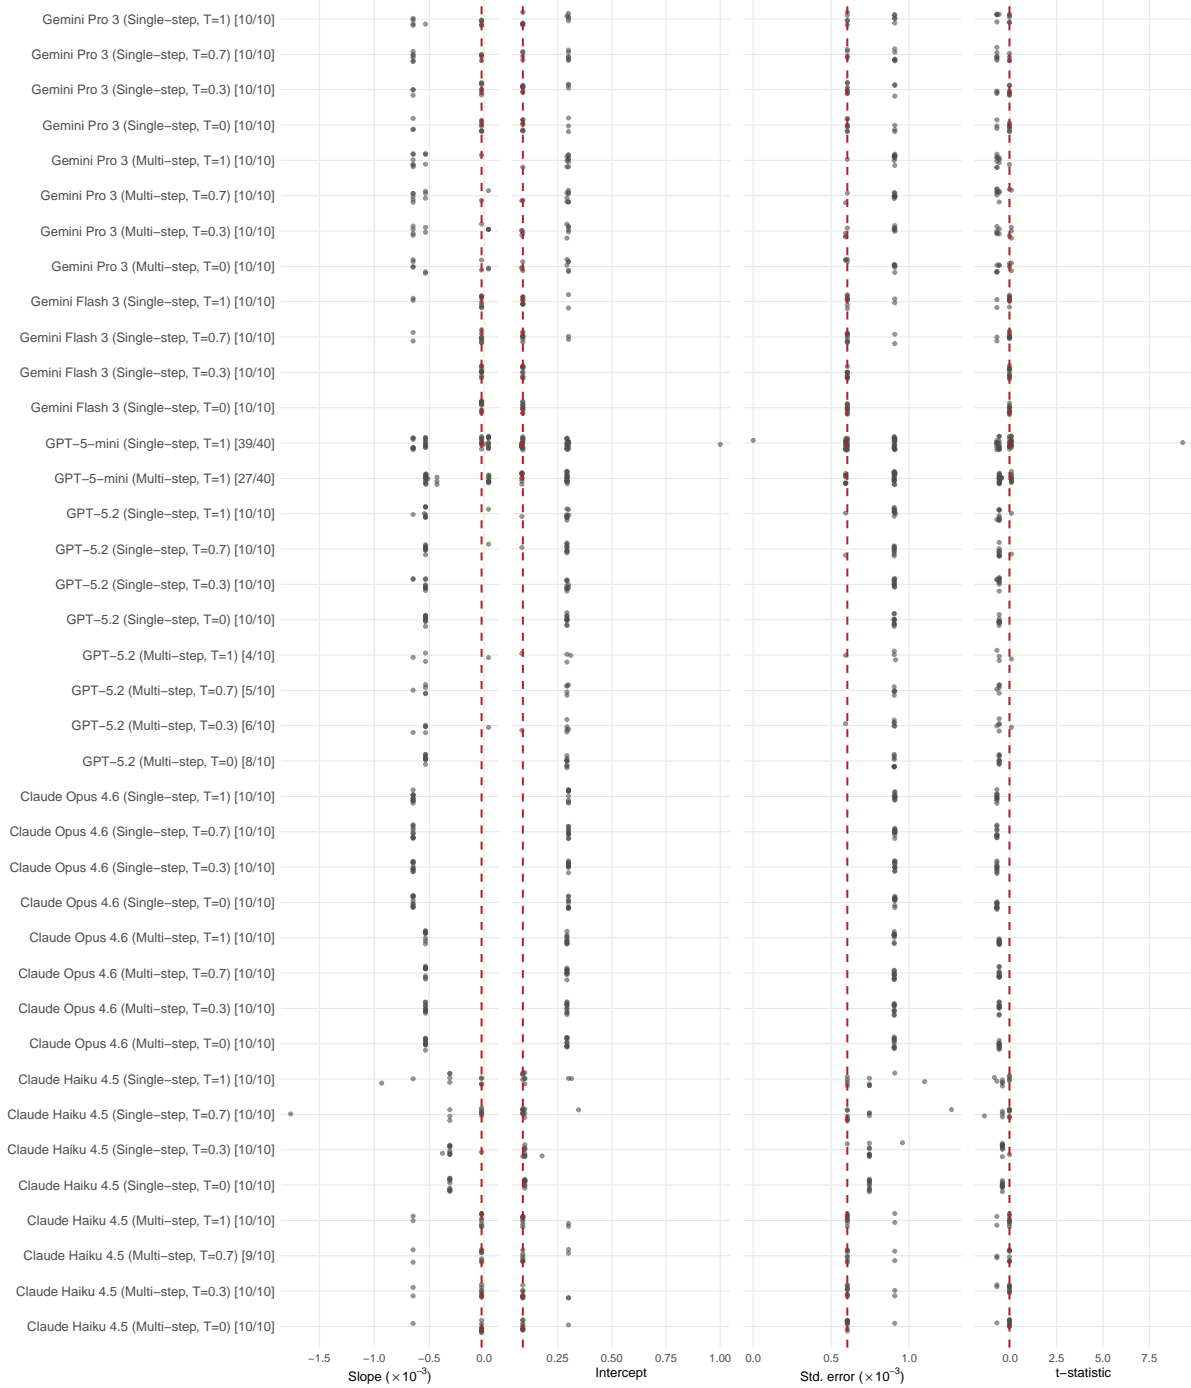 Gemini Pro 3 (Single−step, T=1) [10/10]
Gemini Pro 3 (Single−step, T=0.7) [10/10]
Gemini Pro 3 (Single−step, T=0.3) [10/10]
Gemini Pro 3 (Single−step, T=0) [10/10]
Gemini Pro 3 (Multi−step, T=1) [10/10]
Gemini Pro 3 (Multi−step, T=0.7) [10/10]
Gemini Pro 3 (Multi−step, T=0.3) [10/10]
Gemini Pro 3 (Multi−step, T=0) [10/10]
Gemini Flash 3 (Single−step, T=1) [10/10]
Gemini Flash 3 (Single−step, T=0.7) [10/10]
Gemini Flash 3 (Single−step, T=0.3) [10/10]
Gemini Flash 3 (Single−step, T=0) [10/10]
GPT−5−mini (Single−step, T=1) [39/40]
GPT−5−mini (Multi−step, T=1) [27/40]
GPT−5.2 (Single−step, T=1) [10/10]
GPT−5.2 (Single−step, T=0.7) [10/10]
GPT−5.2 (Single−step, T=0.3) [10/10]
GPT−5.2 (Single−step, T=0) [10/10]
GPT−5.2 (Multi−step, T=1) [4/10]
GPT−5.2 (Multi−step, T=0.7) [5/10]
GPT−5.2 (Multi−step, T=0.3) [6/10]
GPT−5.2 (Multi−step, T=0) [8/10]
Claude Opus 4.6 (Single−step, T=1) [10/10]
Claude Opus 4.6 (Single−step, T=0.7) [10/10]
Claude Opus 4.6 (Single−step, T=0.3) [10/10]
Claude Opus 4.6 (Single−step, T=0) [10/10]
Claude Opus 4.6 (Multi−step, T=1) [10/10]
Claude Opus 4.6 (Multi−step, T=0.7) [10/10]
Claude Opus 4.6 (Multi−step, T=0.3) [10/10]
Claude Opus 4.6 (Multi−step, T=0) [10/10]
Claude Haiku 4.5 (Single−step, T=1) [10/10]
Claude Haiku 4.5 (Single−step, T=0.7) [10/10]
Claude Haiku 4.5 (Single−step, T=0.3) [10/10]
Claude Haiku 4.5 (Single−step, T=0) [10/10]
Claude Haiku 4.5 (Multi−step, T=1) [10/10]
Claude Haiku 4.5 (Multi−step, T=0.7) [9/10]
Claude Haiku 4.5 (Multi−step, T=0.3) [10/10]
Claude Haiku 4.5 (Multi−step, T=0) [10/10]
−1.5 −1.0 −0.5 0.0 0.25 0.50 0.75 1.00 0.0 0.5 1.0 0.0 2.5 5.0 7.5
Slope (×10⁻³) Intercept Std. error (×10⁻³) t−statistic